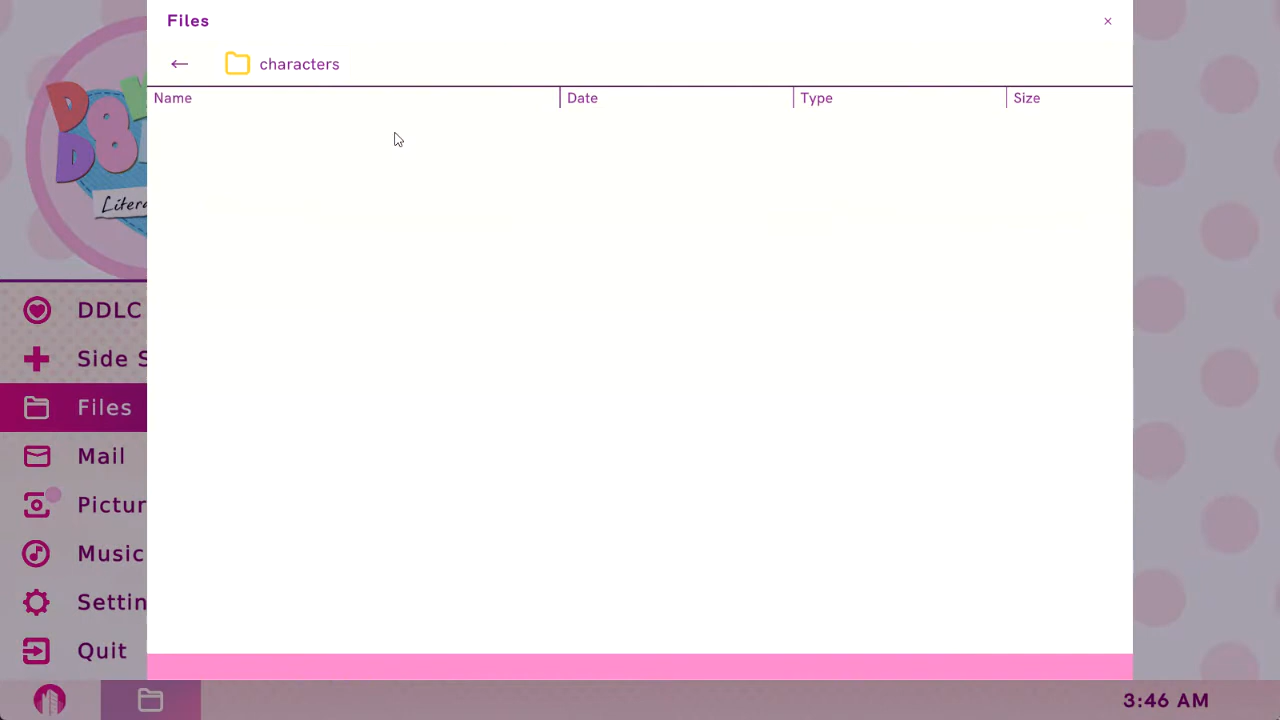 Files
characters
Name Date Type Size
DDLC
Side S
Files
Mail
Pictur
Music
Settin
Quit
3:46 AM